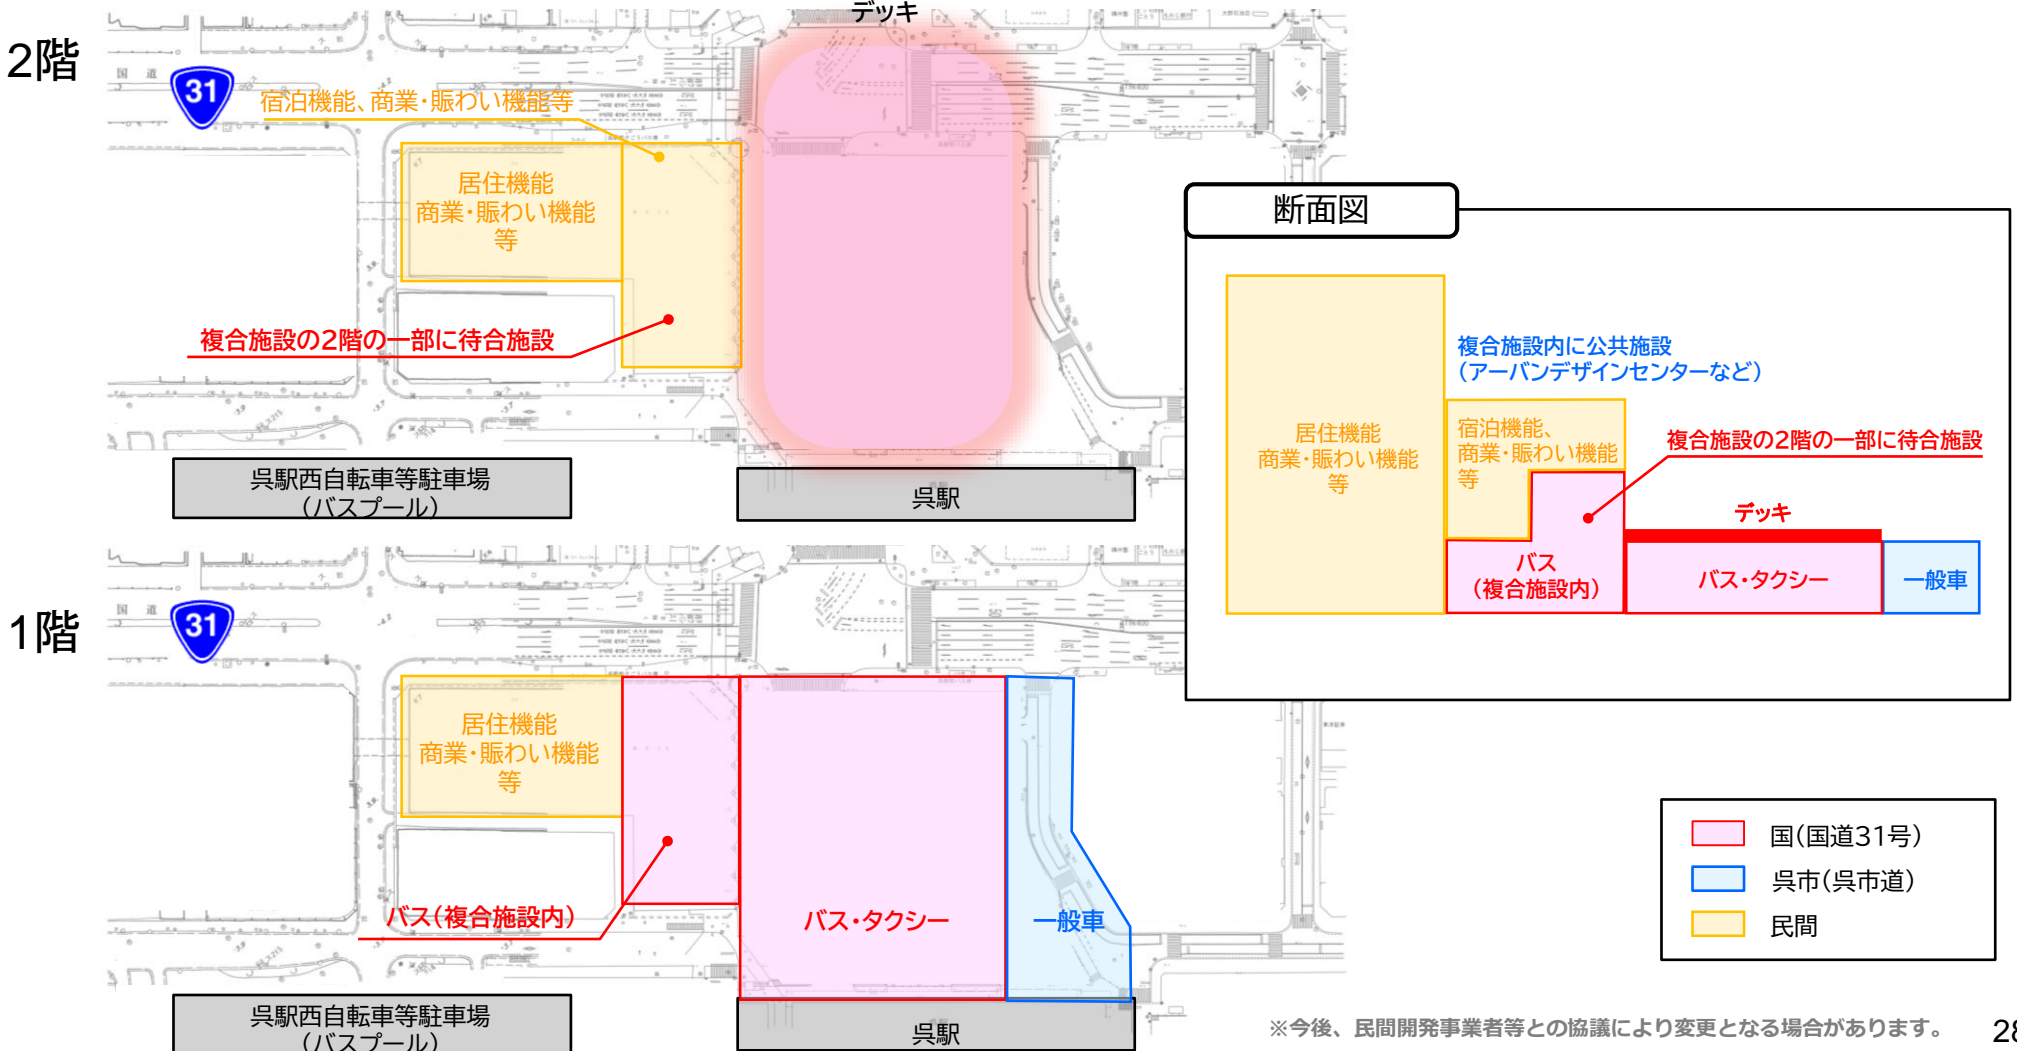 デッキ
2階
国道
31
宿泊機能、商業・賑わい機能等
居住機能
商業・賑わい機能
等
複合施設の2階の一部に待合施設
呉駅西自転車等駐車場
(バスプール)
呉駅
断面図
複合施設内に公共施設
(アーバンデザインセンターなど)
居住機能
商業・賑わい機能
等
宿泊機能、
商業・賑わい機能
等
複合施設の2階の一部に待合施設
デッキ
バス
(複合施設内)
バス・タクシー
一般車
1階
国道
31
居住機能
商業・賑わい機能
等
バス(複合施設内)
バス・タクシー
一般車
呉駅西自転車等駐車場
(バスプール)
呉駅
国(国道31号)
呉市(呉市道)
民間
※今後、民間開発事業者等との協議により変更となる場合があります。
28